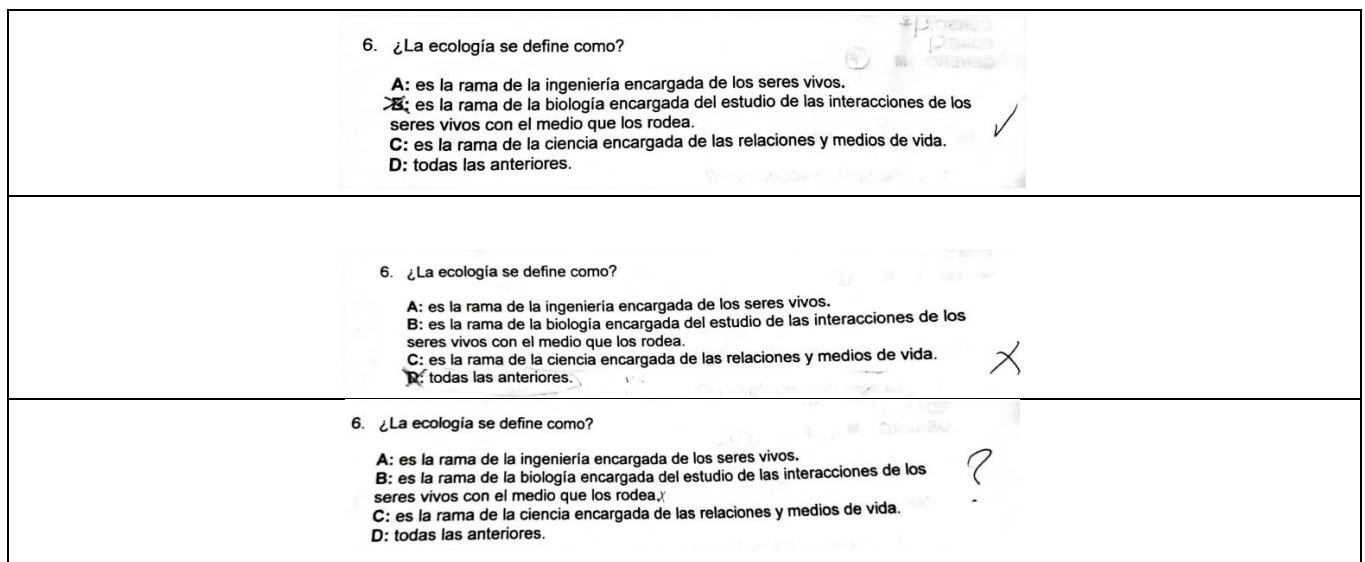 6. ¿La ecología se define como?
A: es la rama de la ingeniería encargada de los seres vivos.
B: es la rama de la biología encargada del estudio de las interacciones de los
seres vivos con el medio que los rodea.
C: es la rama de la ciencia encargada de las relaciones y medios de vida.
D: todas las anteriores.
6. ¿La ecología se define como?
A: es la rama de la ingeniería encargada de los seres vivos.
B: es la rama de la biología encargada del estudio de las interacciones de los
seres vivos con el medio que los rodea.
C: es la rama de la ciencia encargada de las relaciones y medios de vida.
D: todas las anteriores.
6. ¿La ecología se define como?
A: es la rama de la ingeniería encargada de los seres vivos.
B: es la rama de la biología encargada del estudio de las interacciones de los
seres vivos con el medio que los rodea.
C: es la rama de la ciencia encargada de las relaciones y medios de vida.
D: todas las anteriores.
?